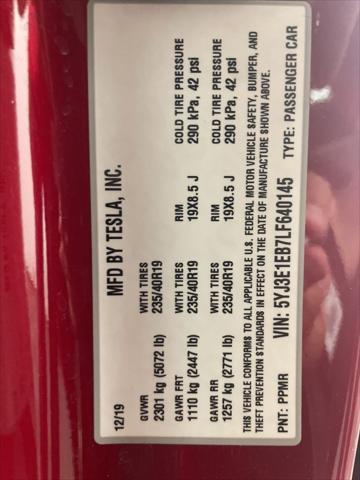 12/19 MFD BY TESLA, INC.
GVWR WITH TIRES RIM COLD TIRE PRESSURE
2301 kg (5072 lb) 235/40R19 19X8.5 J 290 kPa, 42 psi
GAWR FRT WITH TIRES RIM COLD TIRE PRESSURE
1110 kg (2447 lb) 235/40R19 19X8.5 J 290 kPa, 42 psi
GAWR RR
1257 kg (2771 lb) 235/40R19
THIS VEHICLE CONFORMS TO ALL APPLICABLE U.S. FEDERAL MOTOR VEHICLE SAFETY, BUMPER, AND
THEFT PREVENTION STANDARDS IN EFFECT ON THE DATE OF MANUFACTURE SHOWN ABOVE.
PNT: PPMR VIN: 5YJ3E1EB7LF640145 TYPE: PASSENGER CAR